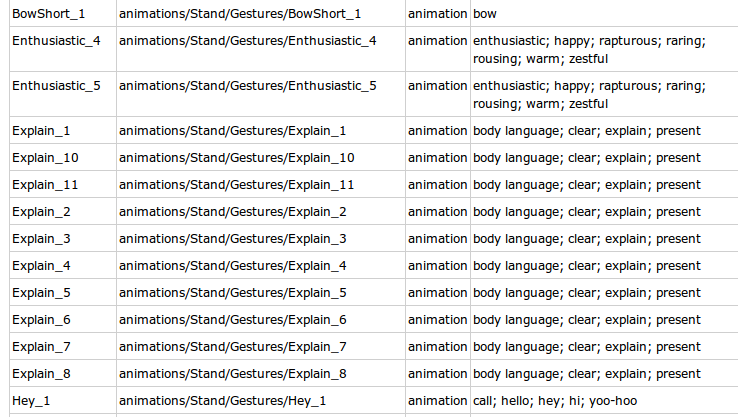 BowShort_1 animations/Stand/Gestures/BowShort_1 animation bow
Enthusiastic_4 animations/Stand/Gestures/Enthusiastic_4 animation enthusiastic; happy; rapturous; raring;
rousing; warm; zestful
Enthusiastic_5 animations/Stand/Gestures/Enthusiastic_5 animation enthusiastic; happy; rapturous; raring;
rousing; warm; zestful
Explain_1 animations/Stand/Gestures/Explain_1 animation body language; clear; explain; present
Explain_10 animations/Stand/Gestures/Explain_10 animation body language; clear; explain; present
Explain_11 animations/Stand/Gestures/Explain_11 animation body language; clear; explain; present
Explain_2 animations/Stand/Gestures/Explain_2 animation body language; clear; explain; present
Explain_3 animations/Stand/Gestures/Explain_3 animation body language; clear; explain; present
Explain_4 animations/Stand/Gestures/Explain_4 animation body language; clear; explain; present
Explain_5 animations/Stand/Gestures/Explain_5 animation body language; clear; explain; present
Explain_6 animations/Stand/Gestures/Explain_6 animation body language; clear; explain; present
Explain_7 animations/Stand/Gestures/Explain_7 animation body language; clear; explain; present
Explain_8 animations/Stand/Gestures/Explain_8 animation body language; clear; explain; present
Hey_1 animations/Stand/Gestures/Hey_1 animation call; hello; hey; hi; yoo-hoo